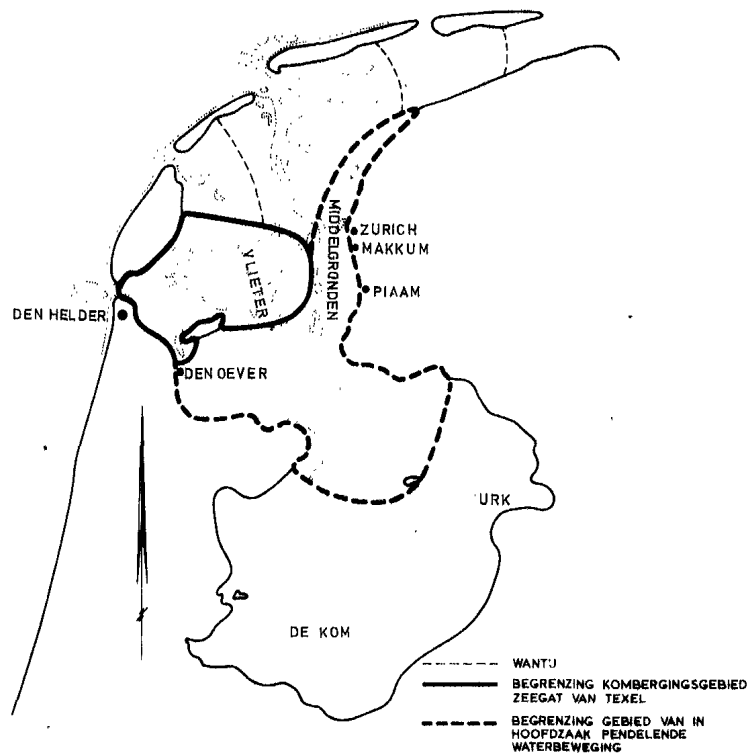 ZURICH
MAKKUM
MIDDELGRONDEN
VLIETER
PIAAM
DEN HELDER
DEN OEVER
URK
DE KOM
WANTIJ
BEGRENZING KOMBERGINGSGEBIED
ZEEGAT VAN TEXEL
BEGRENZING GEBIED VAN IN
HOOFDZAAK PENDELENDE
WATERBEWEGING